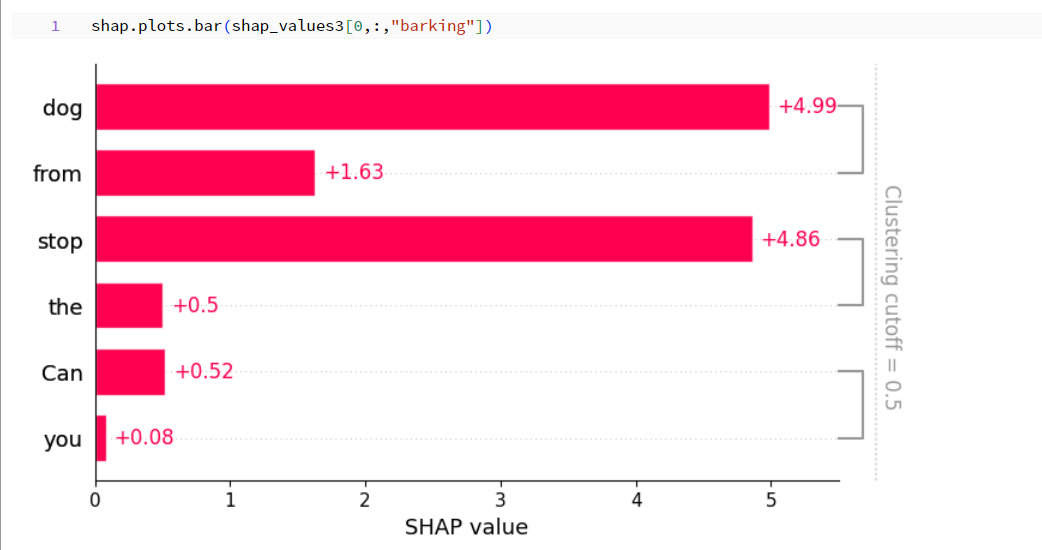 1 shap.plots.bar(shap_values3[0,:,"barking"])
dog +4.99
from +1.63
stop +4.86
the +0.5
Can +0.52
you +0.08
Clustering cutoff = 0.5
0 1 2 3 4 5
SHAP value